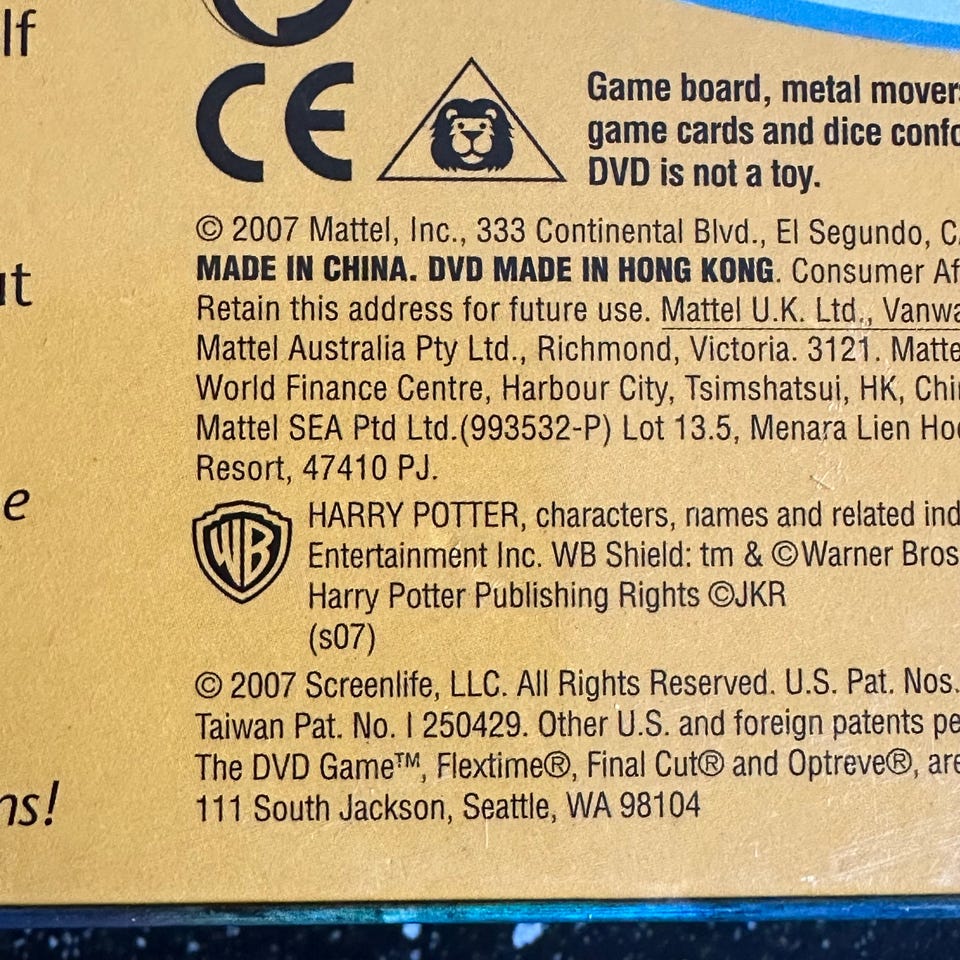 lf
CE
Game board, metal movers
game cards and dice confo
DVD is not a toy.
© 2007 Mattel, Inc., 333 Continental Blvd., El Segundo, CA
ut
MADE IN CHINA. DVD MADE IN HONG KONG. Consumer Af
Retain this address for future use. Mattel U.K. Ltd., Vanwa
Mattel Australia Pty Ltd., Richmond, Victoria. 3121. Matte
World Finance Centre, Harbour City, Tsimshatsui, HK, Chi
Mattel SEA Ptd Ltd.(993532-P) Lot 13.5, Menara Lien Hoe
Resort, 47410 PJ.
e
WB
HARRY POTTER, characters, names and related ind
Entertainment Inc. WB Shield: tm & ©Warner Bros
Harry Potter Publishing Rights ©JKR
(s07)
© 2007 Screenlife, LLC. All Rights Reserved. U.S. Pat. Nos.
Taiwan Pat. No. I 250429. Other U.S. and foreign patents pe
The DVD Game™, Flextime®, Final Cut® and Optreve®, are
ns!
111 South Jackson, Seattle, WA 98104